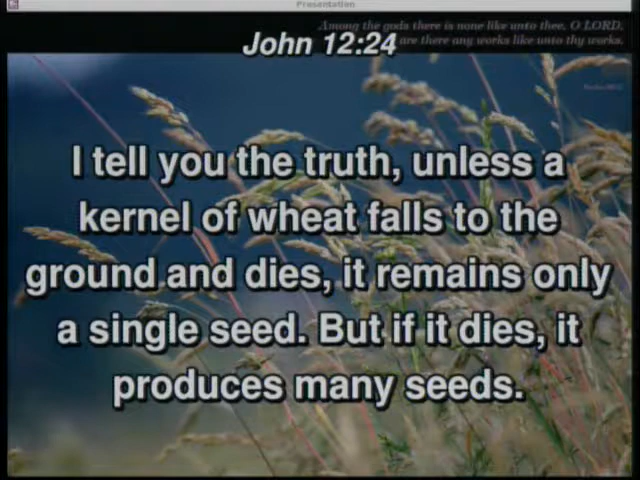 Presentation
Among the gods there is none like unto thee, O LORD,
John 12:24
are there any works like unto thy works.
I tell you the truth, unless a
kernel of wheat falls to the
ground and dies, it remains only
a single seed. But if it dies, it
produces many seeds.